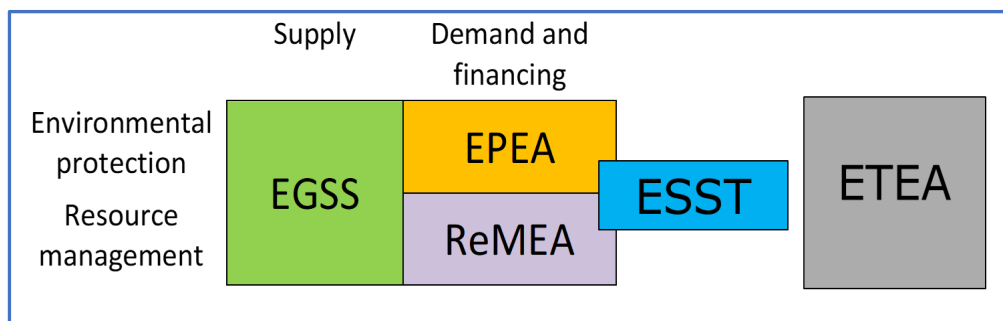 Supply
Demand and
financing
Environmental
protection
Resource
management
EGSS
EPEA
ReMEA
ESST
ETEA